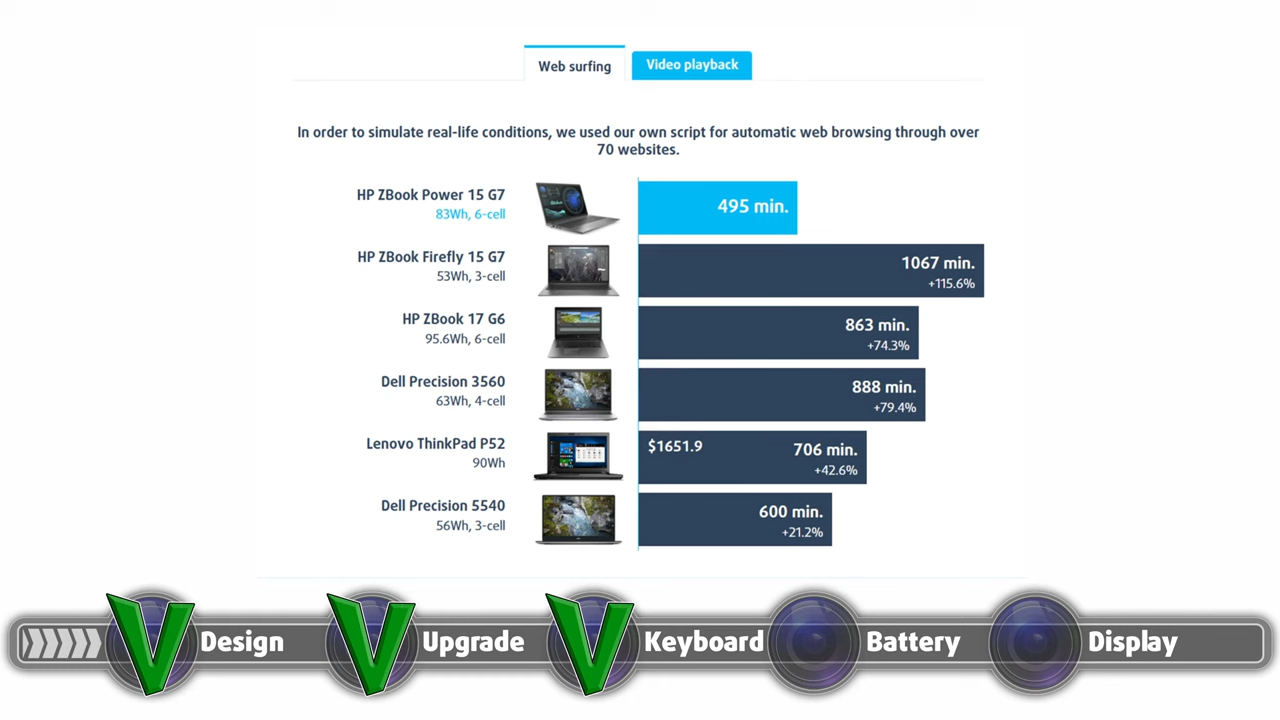 Web surfing
Video playback
In order to simulate real-life conditions, we used our own script for automatic web browsing through over
70 websites.
HP ZBook Power 15 G7
83Wh, 6-cell
495 min.
HP ZBook Firefly 15 G7
53Wh, 3-cell
1067 min.
+115.6%
HP ZBook 17 G6
95.6Wh, 6-cell
863 min.
+74.3%
Dell Precision 3560
63Wh, 4-cell
888 min.
+79.4%
Lenovo ThinkPad P52
90Wh
$1651.9
706 min.
+42.6%
Dell Precision 5540
56Wh, 3-cell
600 min.
+21.2%
Design
Upgrade
Keyboard
Battery
Display